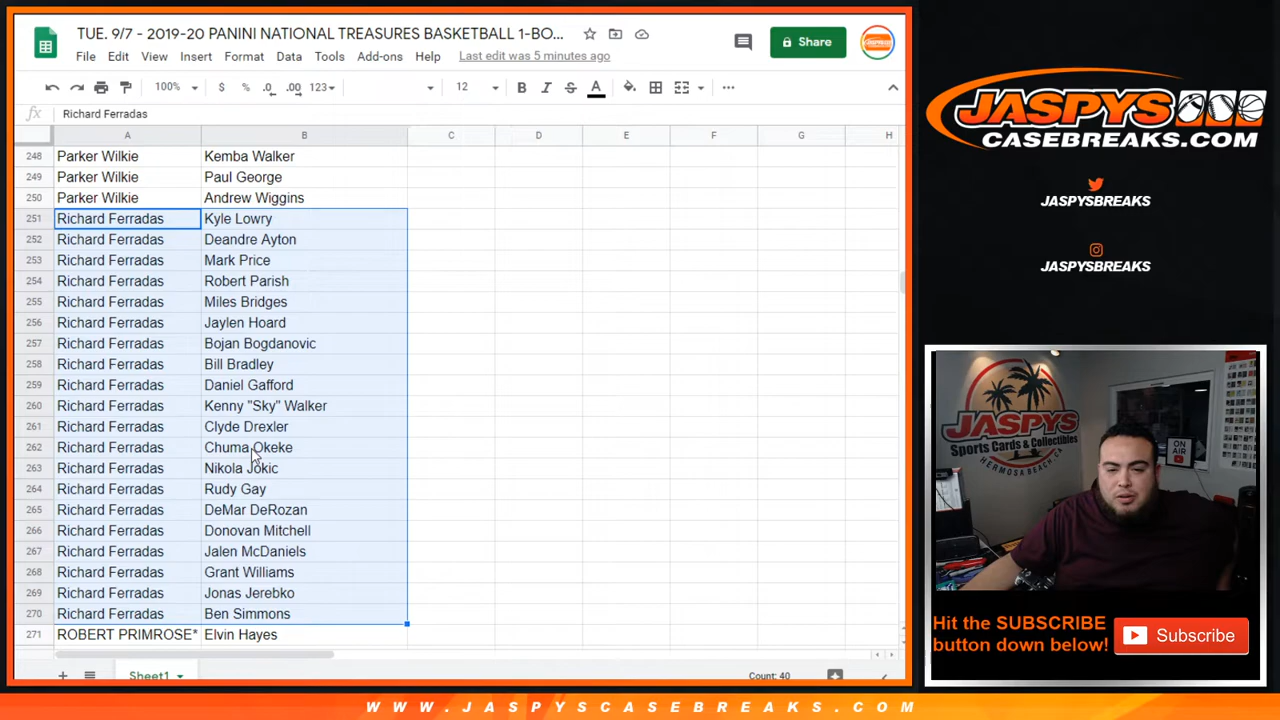 TUE. 9/7 - 2019-20 PANINI NATIONAL TREASURES BASKETBALL 1-BO...
Share
File Edit View Insert Format Data Tools Add-ons Help Last edit was 5 minutes ago
100% $ % .0 .00 123 12 B I S A
fx Richard Ferradas
A B C D E F G H
248 Parker Wilkie Kemba Walker
249 Parker Wilkie Paul George
250 Parker Wilkie Andrew Wiggins
251 Richard Ferradas Kyle Lowry
252 Richard Ferradas Deandre Ayton
253 Richard Ferradas Mark Price
254 Richard Ferradas Robert Parish
255 Richard Ferradas Miles Bridges
256 Richard Ferradas Jaylen Hoard
257 Richard Ferradas Bojan Bogdanovic
258 Richard Ferradas Bill Bradley
259 Richard Ferradas Daniel Gafford
260 Richard Ferradas Kenny "Sky" Walker
261 Richard Ferradas Clyde Drexler
262 Richard Ferradas Chuma Okeke
263 Richard Ferradas Nikola Jokic
264 Richard Ferradas Rudy Gay
265 Richard Ferradas DeMar DeRozan
266 Richard Ferradas Donovan Mitchell
267 Richard Ferradas Jalen McDaniels
268 Richard Ferradas Grant Williams
269 Richard Ferradas Jonas Jerebko
270 Richard Ferradas Ben Simmons
271 ROBERT PRIMROSE* Elvin Hayes
Sheet1 Count: 40
JASPYS
CASEBREAKS.COM
JASPYSBREAKS
JASPYSBREAKS
JASPYS
Sports Cards & Collectibles
HERMOSA BEACH, CA
ON AIR
Hit the SUBSCRIBE
button down below!
Subscribe
WWW.JASPYSCASEBREAKS.COM